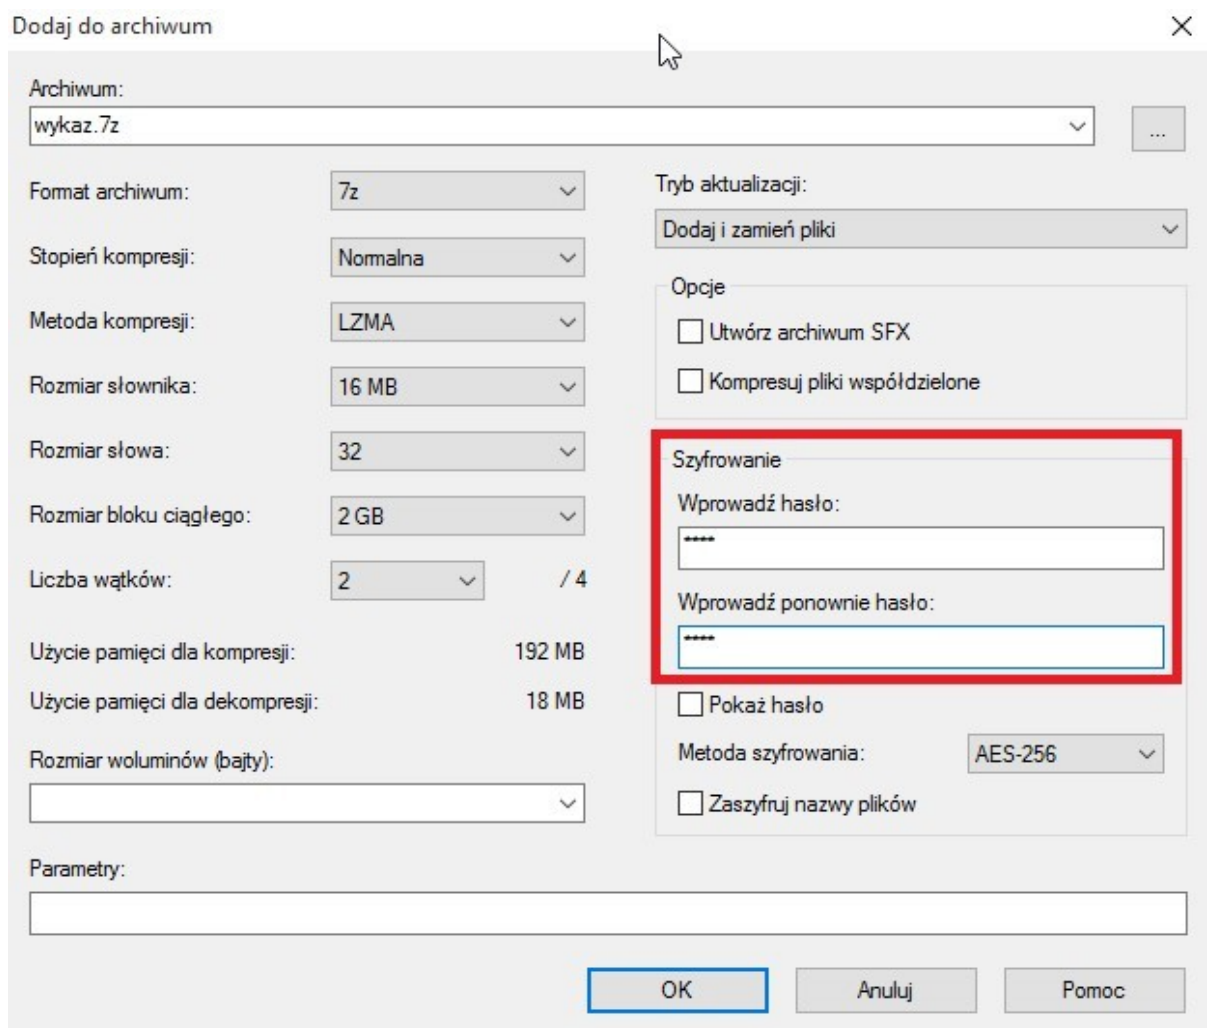 Dodaj do archiwum
Archiwum:
wykaz.7z
...
Format archiwum:
7z
Stopień kompresji:
Normalna
Metoda kompresji:
LZMA
Rozmiar słownika:
16 MB
Rozmiar słowa:
32
Rozmiar bloku ciągłego:
2 GB
Liczba wątków:
2
/ 4
Użycie pamięci dla kompresji:
192 MB
Użycie pamięci dla dekompresji:
18 MB
Rozmiar woluminów (bajty):
Tryb aktualizacji:
Dodaj i zamień pliki
Opcje
Utwórz archiwum SFX
Kompresuj pliki współdzielone
Szyfrowanie
Wprowadź hasło:
****
Wprowadź ponownie hasło:
****
Pokaż hasło
Metoda szyfrowania:
AES-256
Zaszyfruj nazwy plików
Parametry:
OK
Anuluj
Pomoc